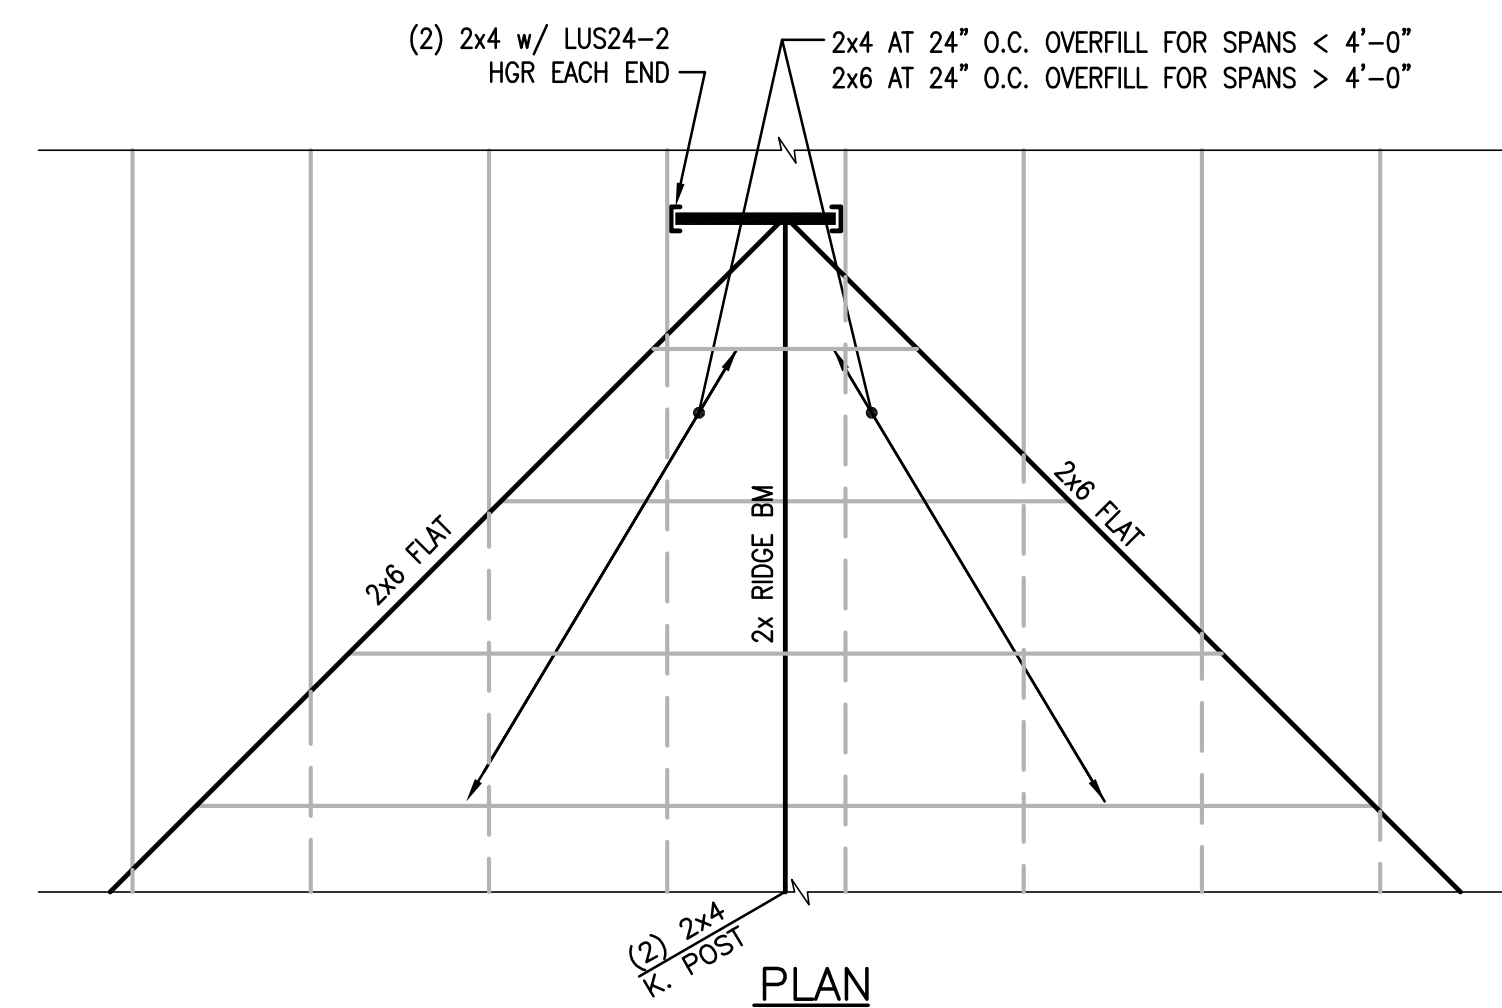 (2) 2x4 w/ LUS24-2
HGR EACH END
2x4 AT 24" O.C. OVERFILL FOR SPANS < 4'-0"
2x6 AT 24" O.C. OVERFILL FOR SPANS > 4'-0"
2x6 FLAT
2x RIDGE BM
2x6 FLAT
(2) 2x4
K. POST
PLAN